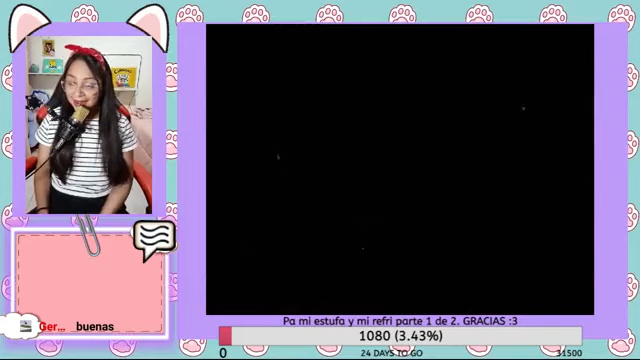 Ger... buenas
Pa mi estufa y mi refri parte 1 de 2. GRACIAS :3
1080 (3.43%)
0 24 DAYS TO GO 31500